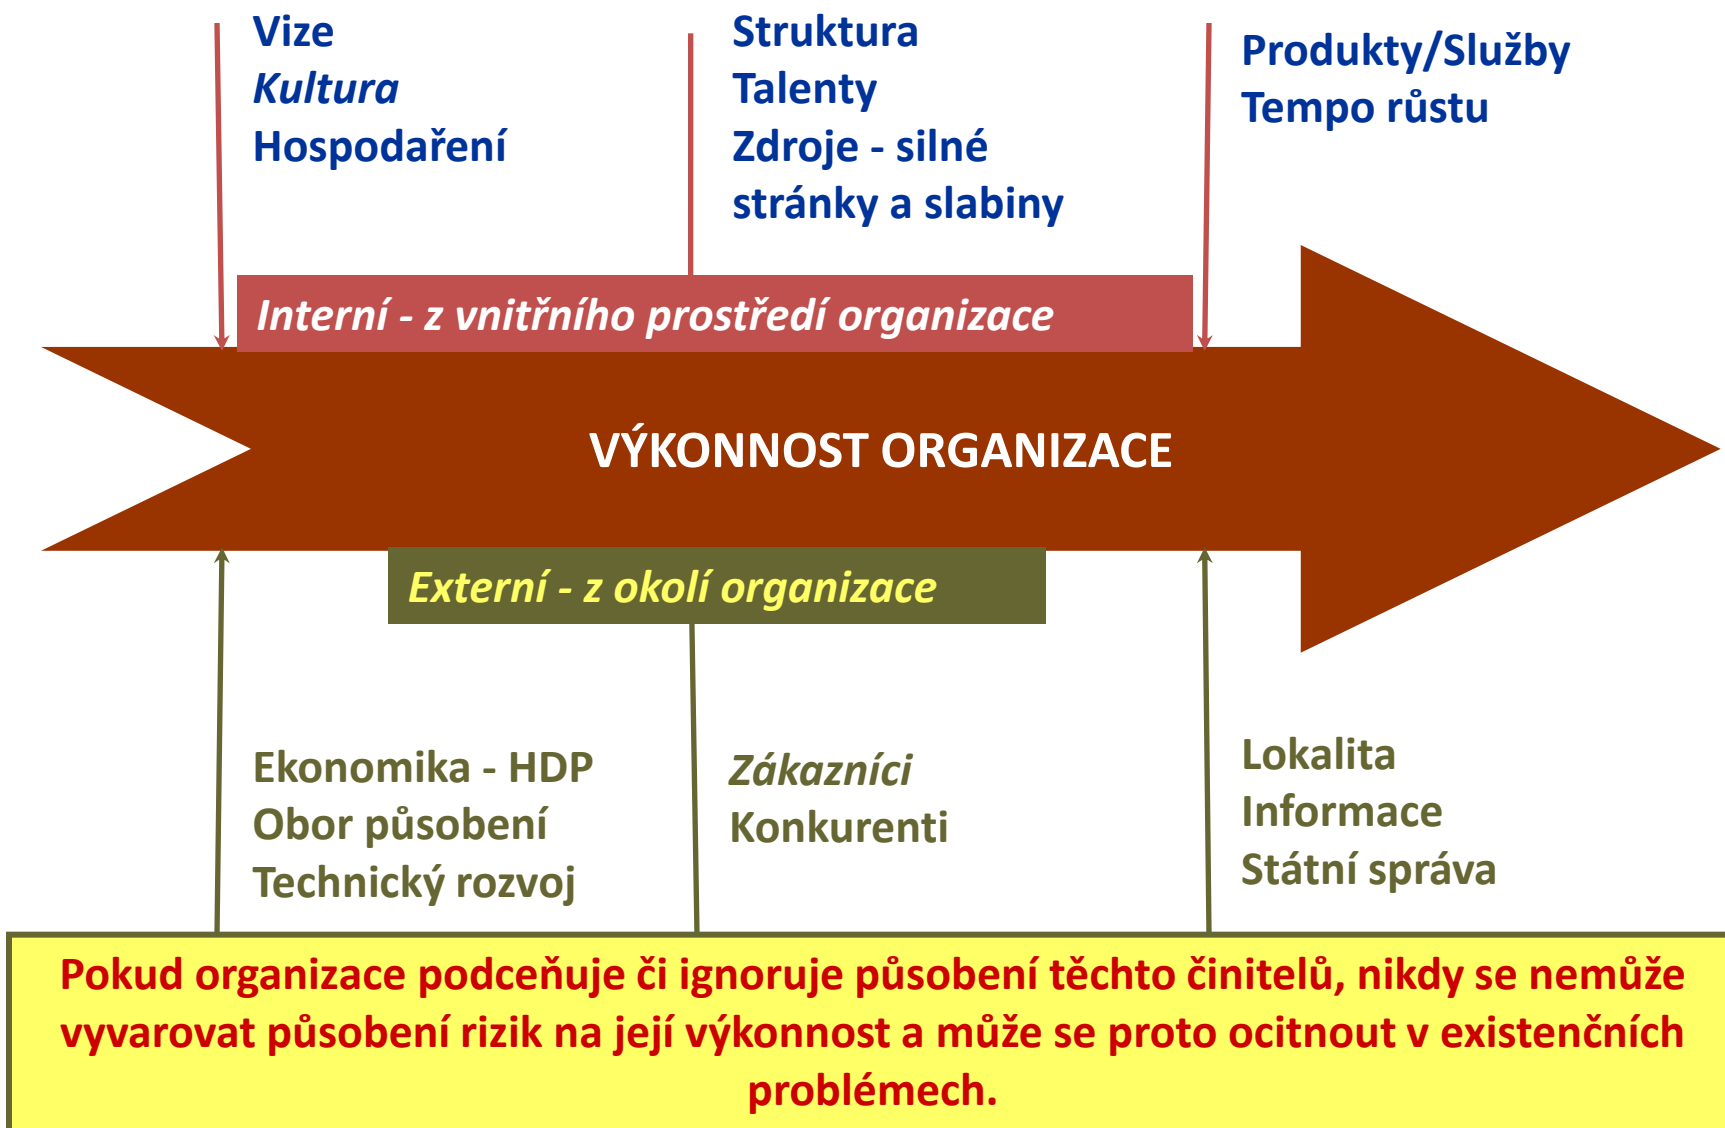 Vize
Kultura
Hospodaření
Struktura
Talenty
Zdroje - silné
stránky a slabiny
Produkty/Služby
Tempo růstu
Interní - z vnitřního prostředí organizace
VÝKONNOST ORGANIZACE
Externí - z okolí organizace
Ekonomika - HDP
Obor působení
Technický rozvoj
Zákazníci
Konkurenti
Lokalita
Informace
Státní správa
Pokud organizace podceňuje či ignoruje působení těchto činitelů, nikdy se nemůže
vyvarovat působení rizik na její výkonnost a může se proto ocitnout v existenčních
problémech.